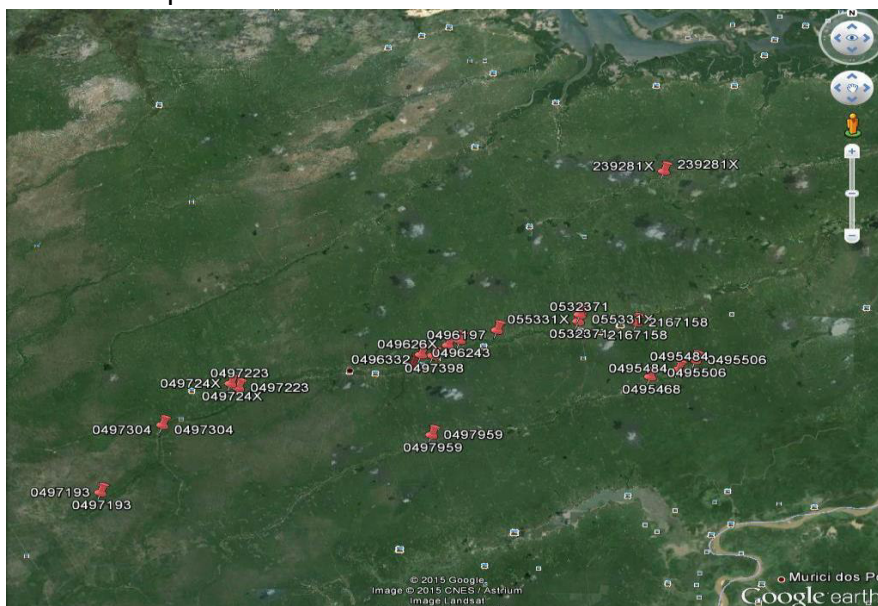 N
239281X 239281X
0532371
055331X 055331X 2167158
0532371 2167158
0496197
049626X 0496243
0496332
0497398
0495484 0495506
0495484
0495506
0495468
0497223
049724X 0497223
049724X
0497304 0497304
0497959
0497959
0497193
0497193
© 2015 Google
Image © 2015 CNES / Astrium
Image Landsat
Murici dos
Google earth